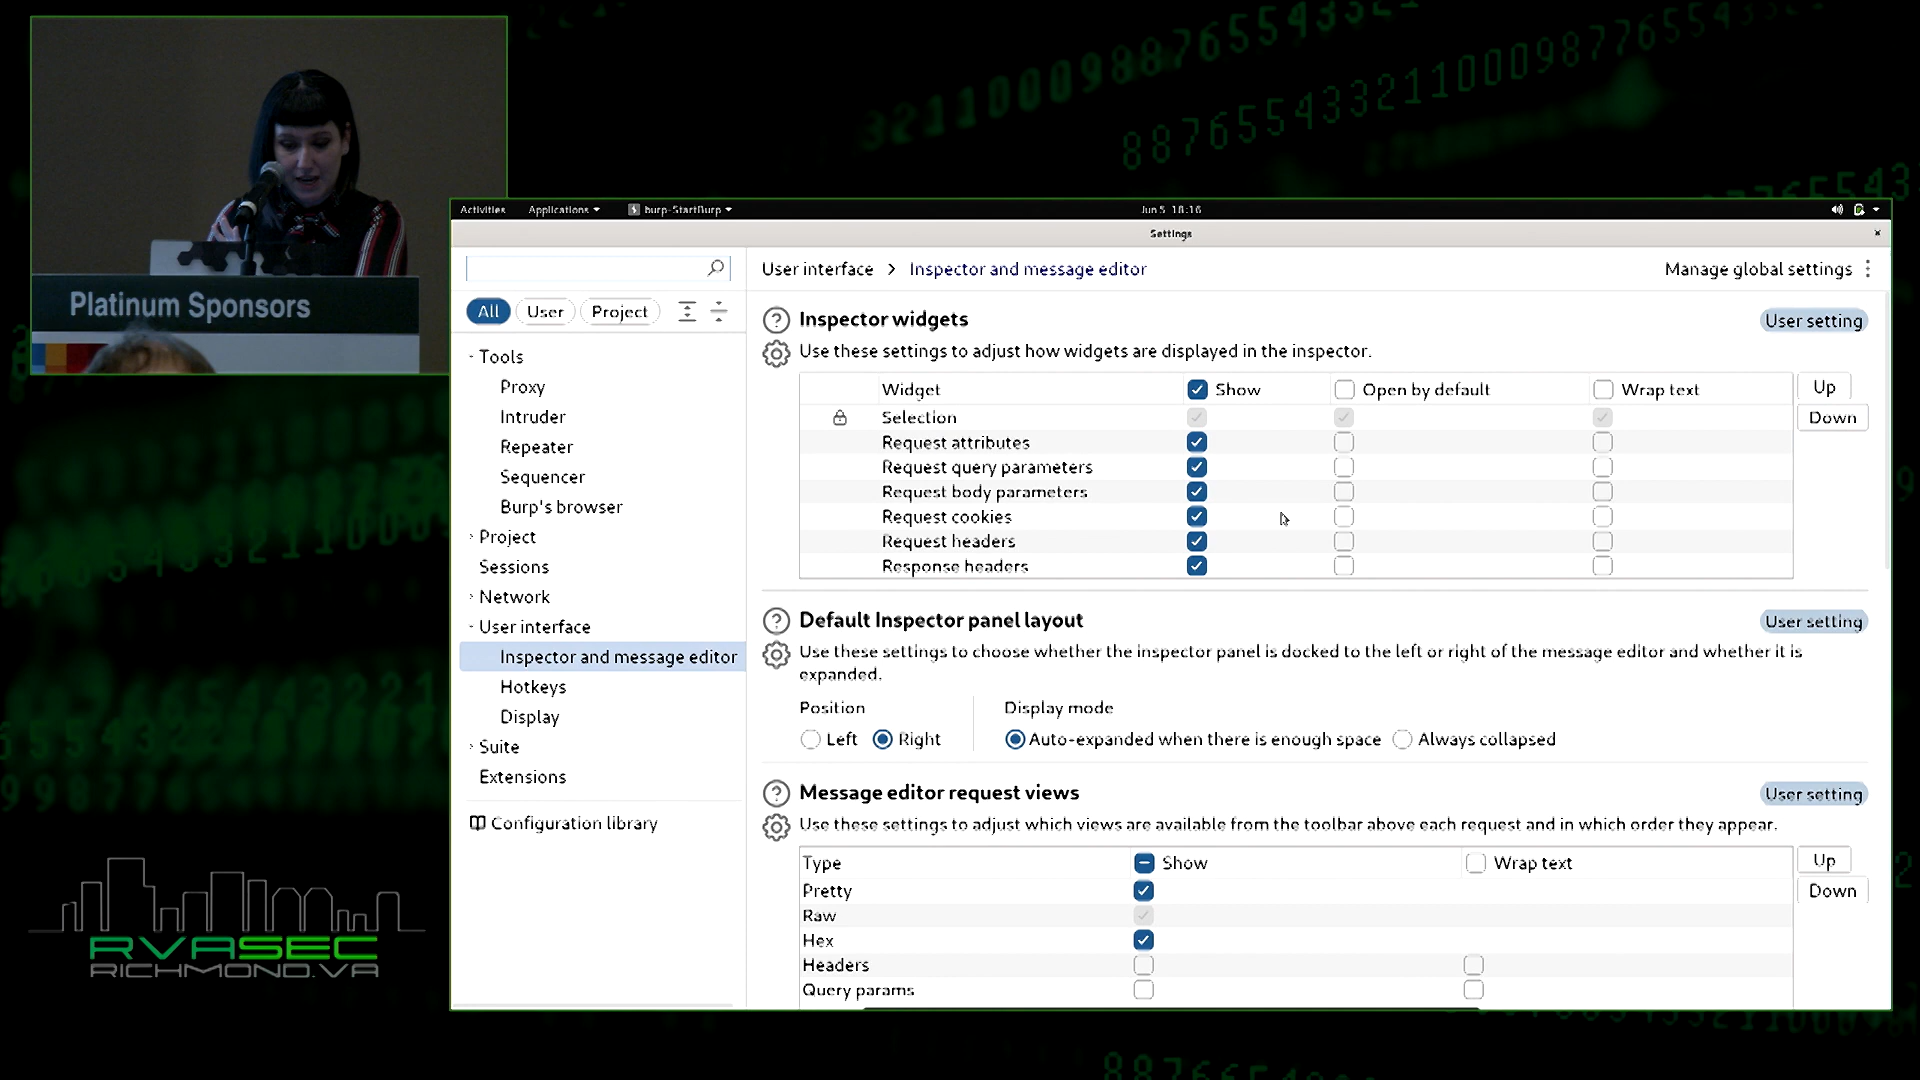 Platinum Sponsors
Activities Applications burp-StartBurp Jun 5 18:16
Settings
User interface > Inspector and message editor Manage global settings
All User Project
Tools
Proxy
Intruder
Repeater
Sequencer
Burp's browser
Project
Sessions
Network
User interface
Inspector and message editor
Hotkeys
Display
Suite
Extensions
Configuration library
Inspector widgets User setting
Use these settings to adjust how widgets are displayed in the inspector.
Widget Show Open by default Wrap text Up
Selection Down
Request attributes
Request query parameters
Request body parameters
Request cookies
Request headers
Response headers
Default Inspector panel layout User setting
Use these settings to choose whether the inspector panel is docked to the left or right of the message editor and whether it is
expanded.
Position Display mode
Left Right Auto-expanded when there is enough space Always collapsed
Message editor request views User setting
Use these settings to adjust which views are available from the toolbar above each request and in which order they appear.
Type Show Wrap text Up
Pretty Down
Raw
Hex
Headers
Query params
RVASEC
RICHMOND.VA